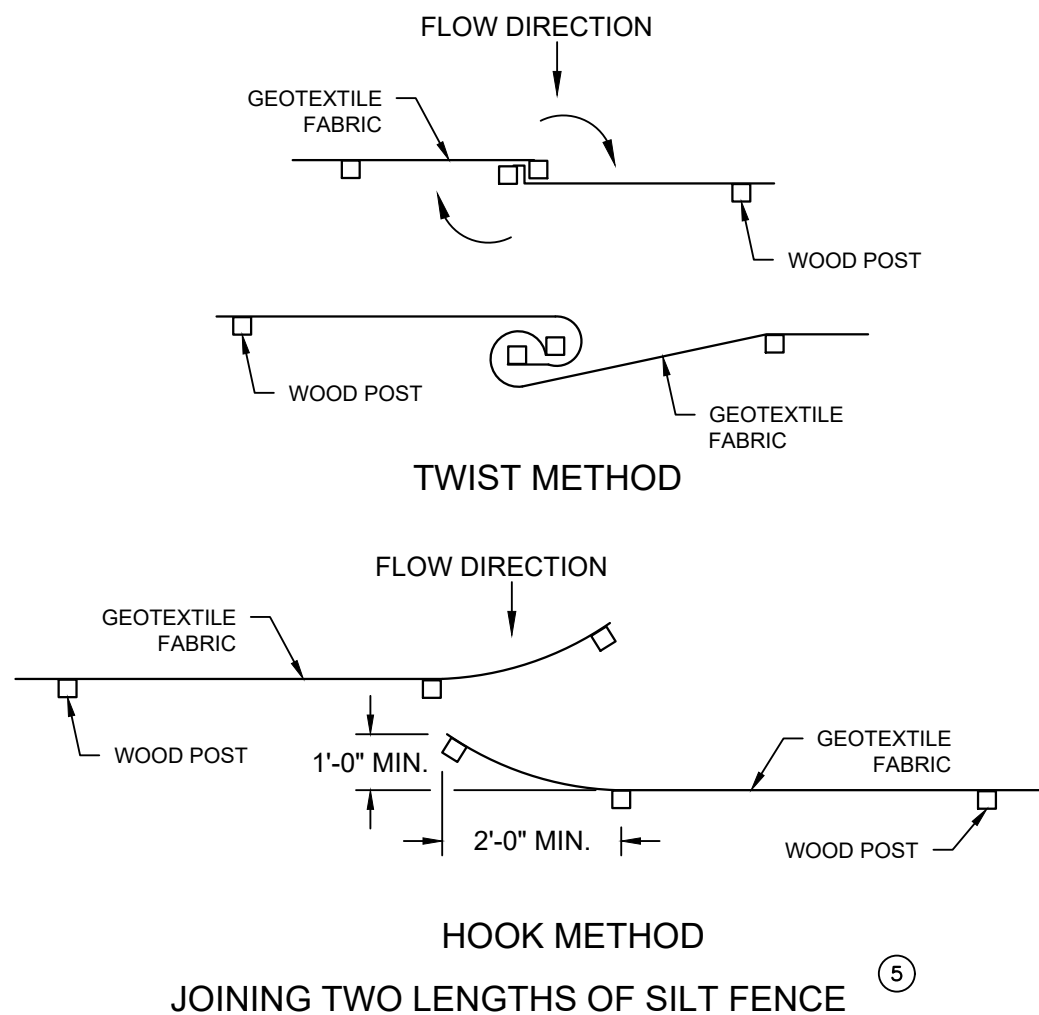 FLOW DIRECTION
GEOTEXTILE
FABRIC
WOOD POST
WOOD POST
GEOTEXTILE
FABRIC
TWIST METHOD
FLOW DIRECTION
GEOTEXTILE
FABRIC
WOOD POST
1'-0" MIN.
GEOTEXTILE
FABRIC
2'-0" MIN.
WOOD POST
HOOK METHOD
JOINING TWO LENGTHS OF SILT FENCE 5